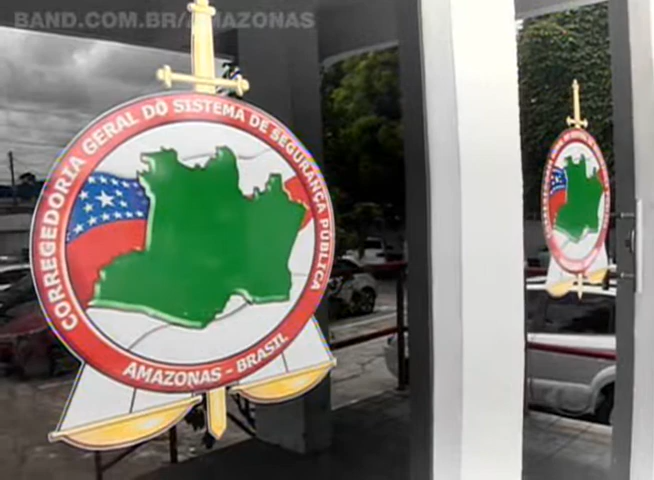 BAND.COM.BR/AMAZONAS
CORREGEDORIA GERAL DO SISTEMA DE SEGURANÇA PÚBLICA
AMAZONAS - BRASIL